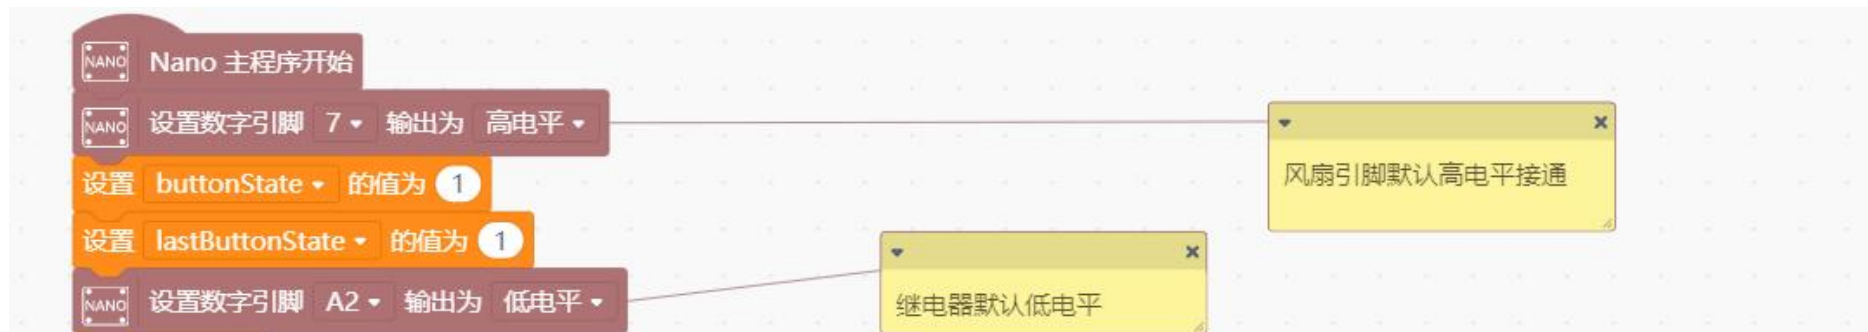 NANO Nano 主程序开始
NANO 设置数字引脚 7 输出为 高电平
风扇引脚默认高电平接通
设置 buttonState 的值为 1
设置 lastButtonState 的值为 1
NANO 设置数字引脚 A2 输出为 低电平
继电器默认低电平